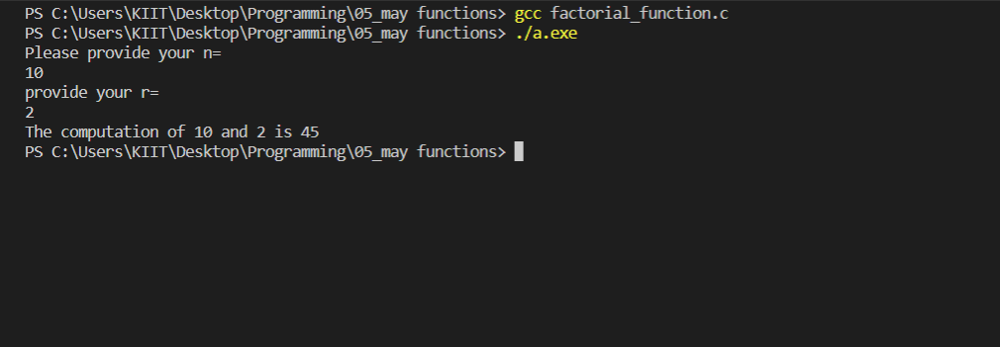 PS C:\Users\KIIT\Desktop\Programming\05_may functions> gcc factorial_function.c
PS C:\Users\KIIT\Desktop\Programming\05_may functions> ./a.exe
Please provide your n=
10
provide your r=
2
The computation of 10 and 2 is 45
PS C:\Users\KIIT\Desktop\Programming\05_may functions>